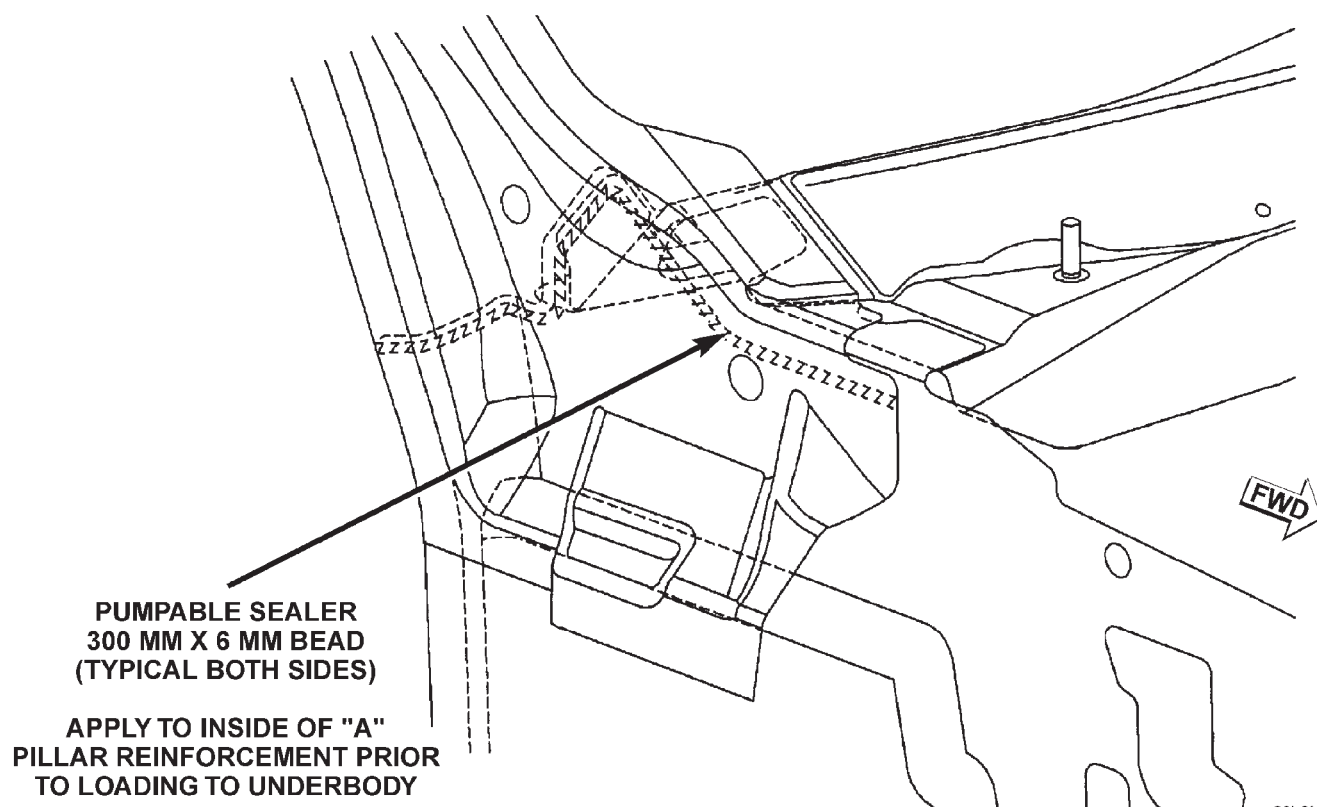 FWD
PUMPABLE SEALER
300 MM X 6 MM BEAD
(TYPICAL BOTH SIDES)
APPLY TO INSIDE OF "A"
PILLAR REINFORCEMENT PRIOR
TO LOADING TO UNDERBODY